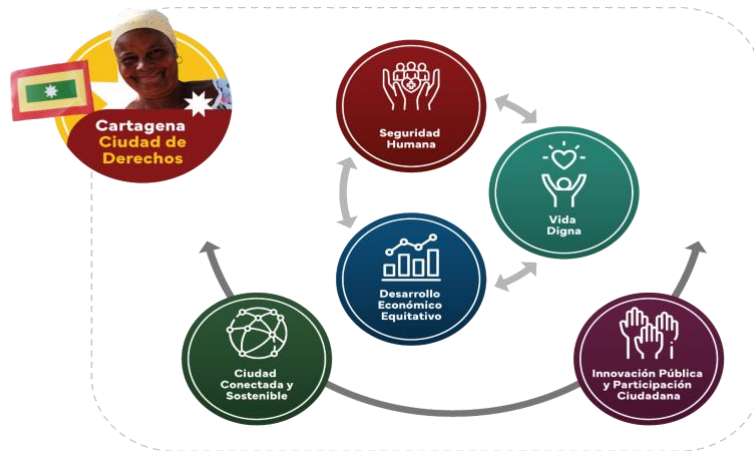 Cartagena
Ciudad de
Derechos
Seguridad
Humana
Vida
Digna
Desarrollo
Económico
Equitativo
Ciudad
Conectada y
Sostenible
Innovación Pública
y Participación
Ciudadana